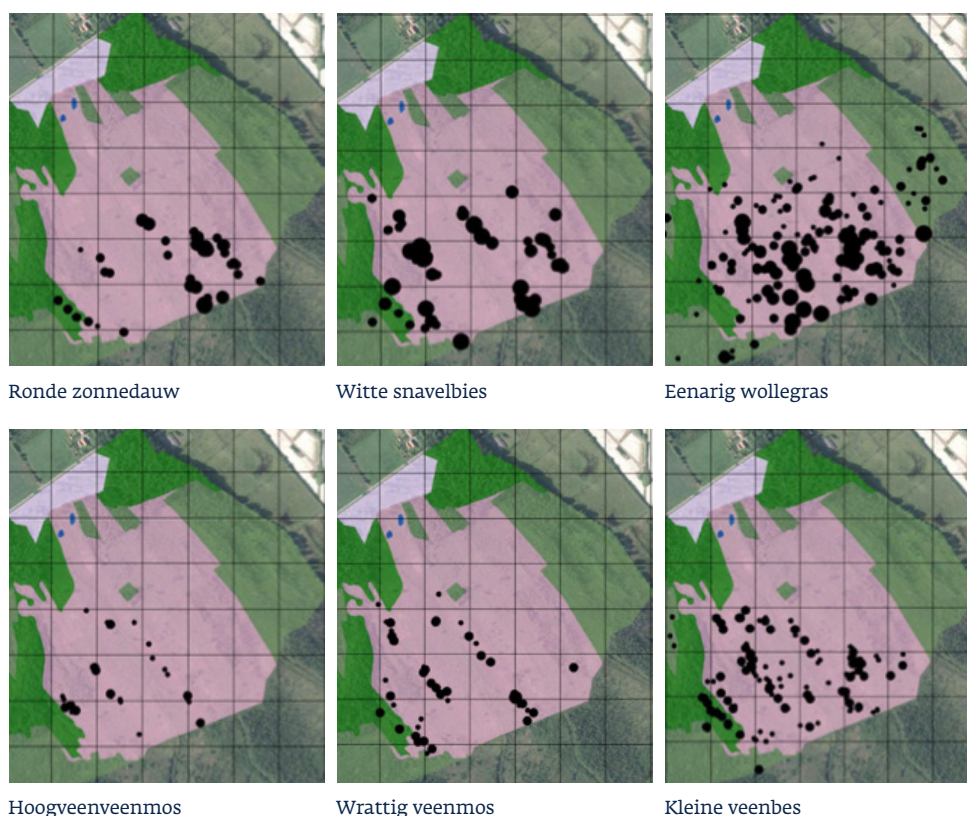 Ronde zonnedauw
Witte snavelbies
Eenarig wollegras
Hoogveenveenmos
Wrattig veenmos
Kleine veenbes